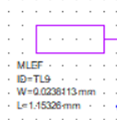 MLEF
ID=TL9
W=0.0238113 mm
L=1.15326 mm